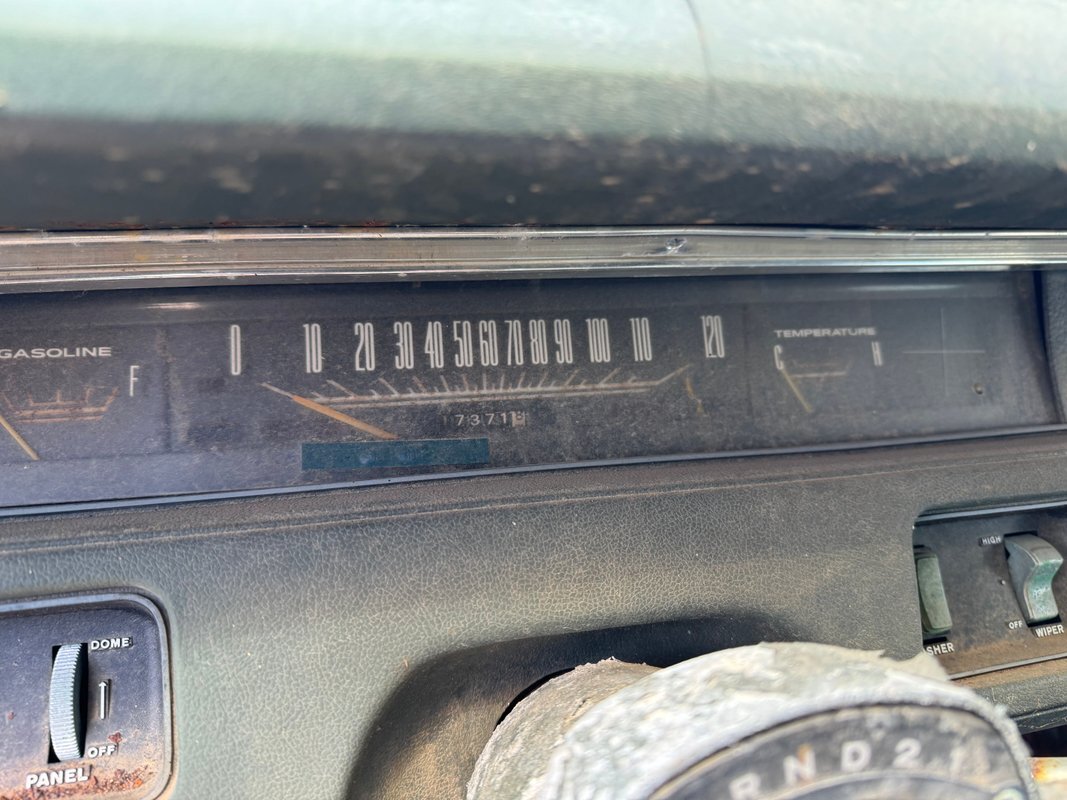 GASOLINE
F
0 10 20 30 40 50 60 70 80 90 100 110 120
TEMPERATURE
C H
HIGH
OFF
WIPER
SHER
DOME
OFF
PANEL
R N D 2 1